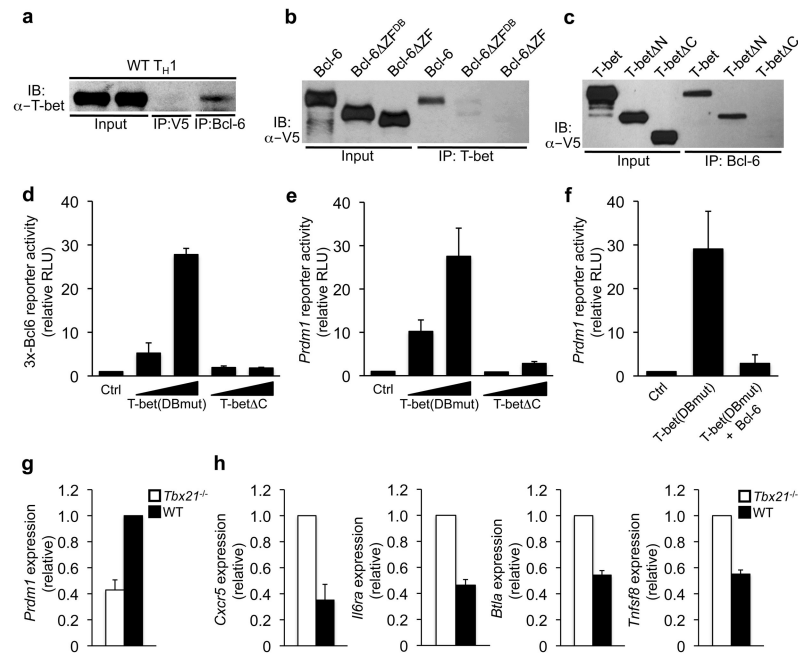 a
WT TH1
IB:
α–T-bet
Input IP:V5 IP:Bcl-6
b
Bcl-6 Bcl-6ΔZF^DB Bcl-6ΔZF Bcl-6 Bcl-6ΔZF^DB Bcl-6ΔZF
IB:
α–V5
Input IP: T-bet
c
T-bet T-betΔN T-betΔC T-bet T-betΔN T-betΔC
IB:
α–V5
Input IP: Bcl-6
d
3x-Bcl6 reporter activity
(relative RLU)
40
30
20
10
0
Ctrl
T-bet(DBmut) T-betΔC
e
Prdm1 reporter activity
(relative RLU)
40
30
20
10
0
Ctrl
T-bet(DBmut) T-betΔC
f
Prdm1 reporter activity
(relative RLU)
40
30
20
10
0
Ctrl
T-bet(DBmut)
T-bet(DBmut)
+ Bcl-6
g
Prdm1 expression
(relative)
1.2
1.0
0.8
0.6
0.4
0.2
0
Tbx21-/-
WT
h
Cxcr5 expression
(relative)
1.2
1.0
0.8
0.6
0.4
0.2
0
Il6ra expression
(relative)
1.2
1.0
0.8
0.6
0.4
0.2
0
Btla expression
(relative)
1.2
1.0
0.8
0.6
0.4
0.2
0
Tnfsf8 expression
(relative)
1.2
1.0
0.8
0.6
0.4
0.2
0
Tbx21-/-
WT